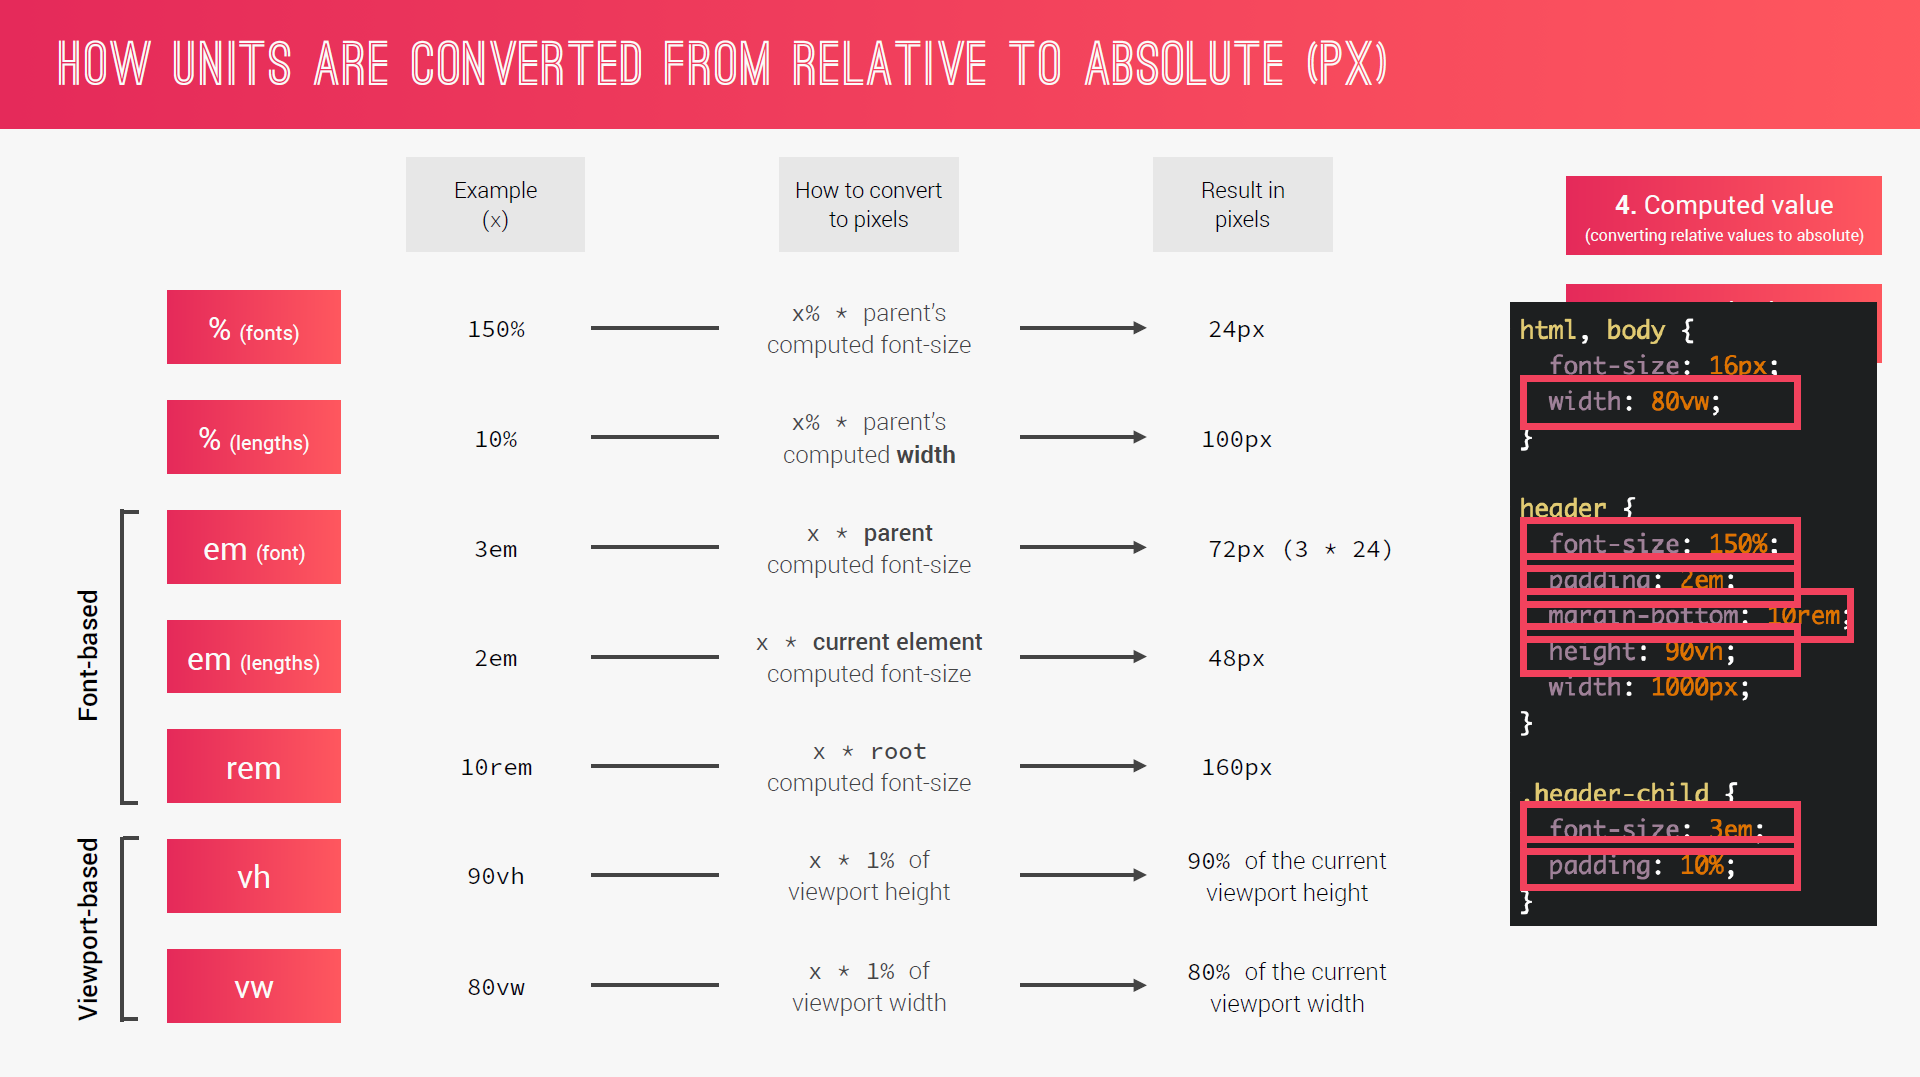 HOW UNITS ARE CONVERTED FROM RELATIVE TO ABSOLUTE (PX)
Example
(x)
How to convert
to pixels
Result in
pixels
4. Computed value
(converting relative values to absolute)
% (fonts)
150%
x% * parent's
computed font-size
24px
% (lengths)
10%
x% * parent's
computed width
100px
Font-based
em (font)
3em
x * parent
computed font-size
72px (3 * 24)
em (lengths)
2em
x * current element
computed font-size
48px
rem
10rem
x * root
computed font-size
160px
Viewport-based
vh
90vh
x * 1% of
viewport height
90% of the current
viewport height
vw
80vw
x * 1% of
viewport width
80% of the current
viewport width
html, body {
font-size: 16px;
width: 80vw;
}
header {
font-size: 150%;
padding: 2em;
margin-bottom: 10rem;
height: 90vh;
width: 1000px;
}
.header-child {
font-size: 3em;
padding: 10%;
}